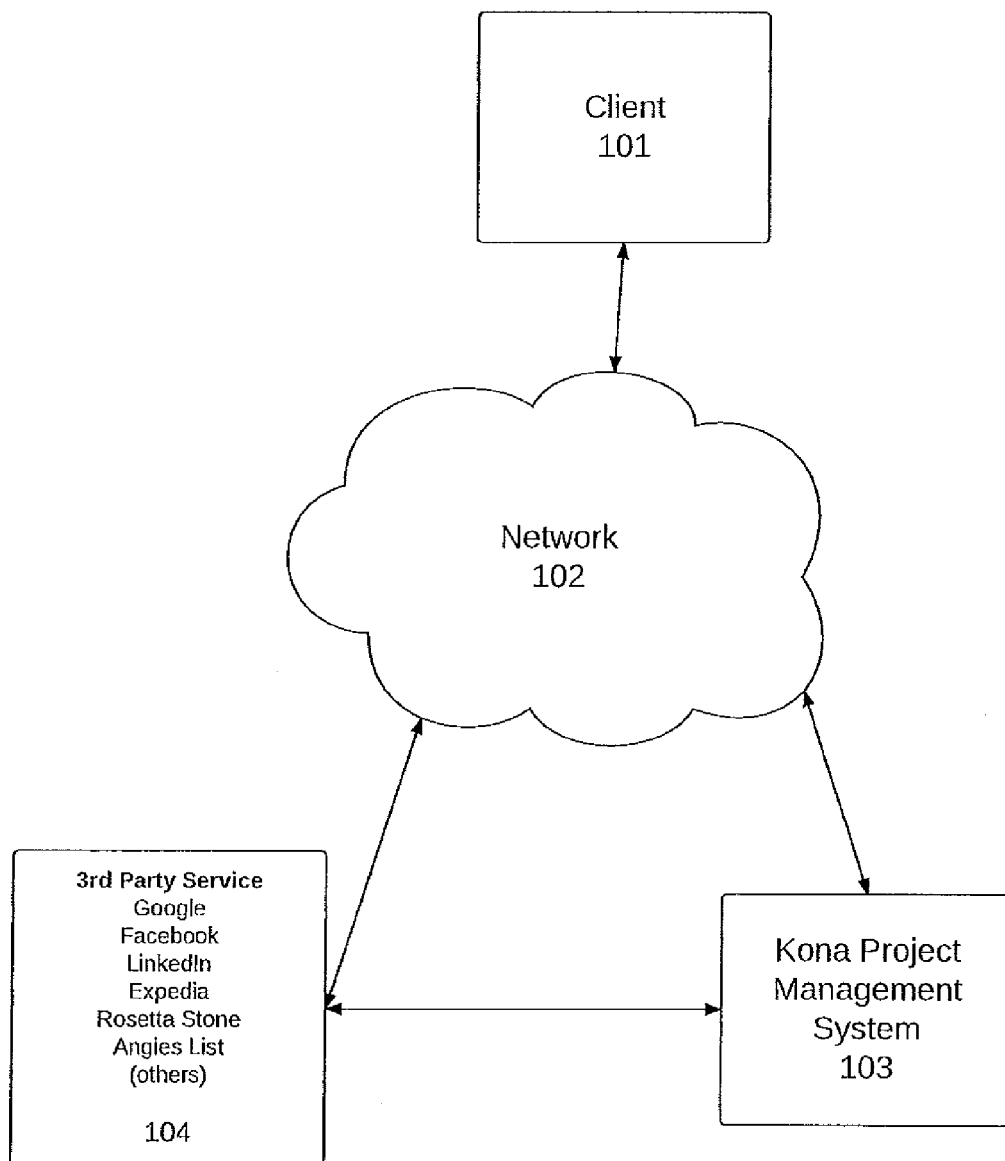 Client
101
Network
102
3rd Party Service
Google
Facebook
LinkedIn
Expedia
Rosetta Stone
Angies List
(others)
104
Kona Project
Management
System
103